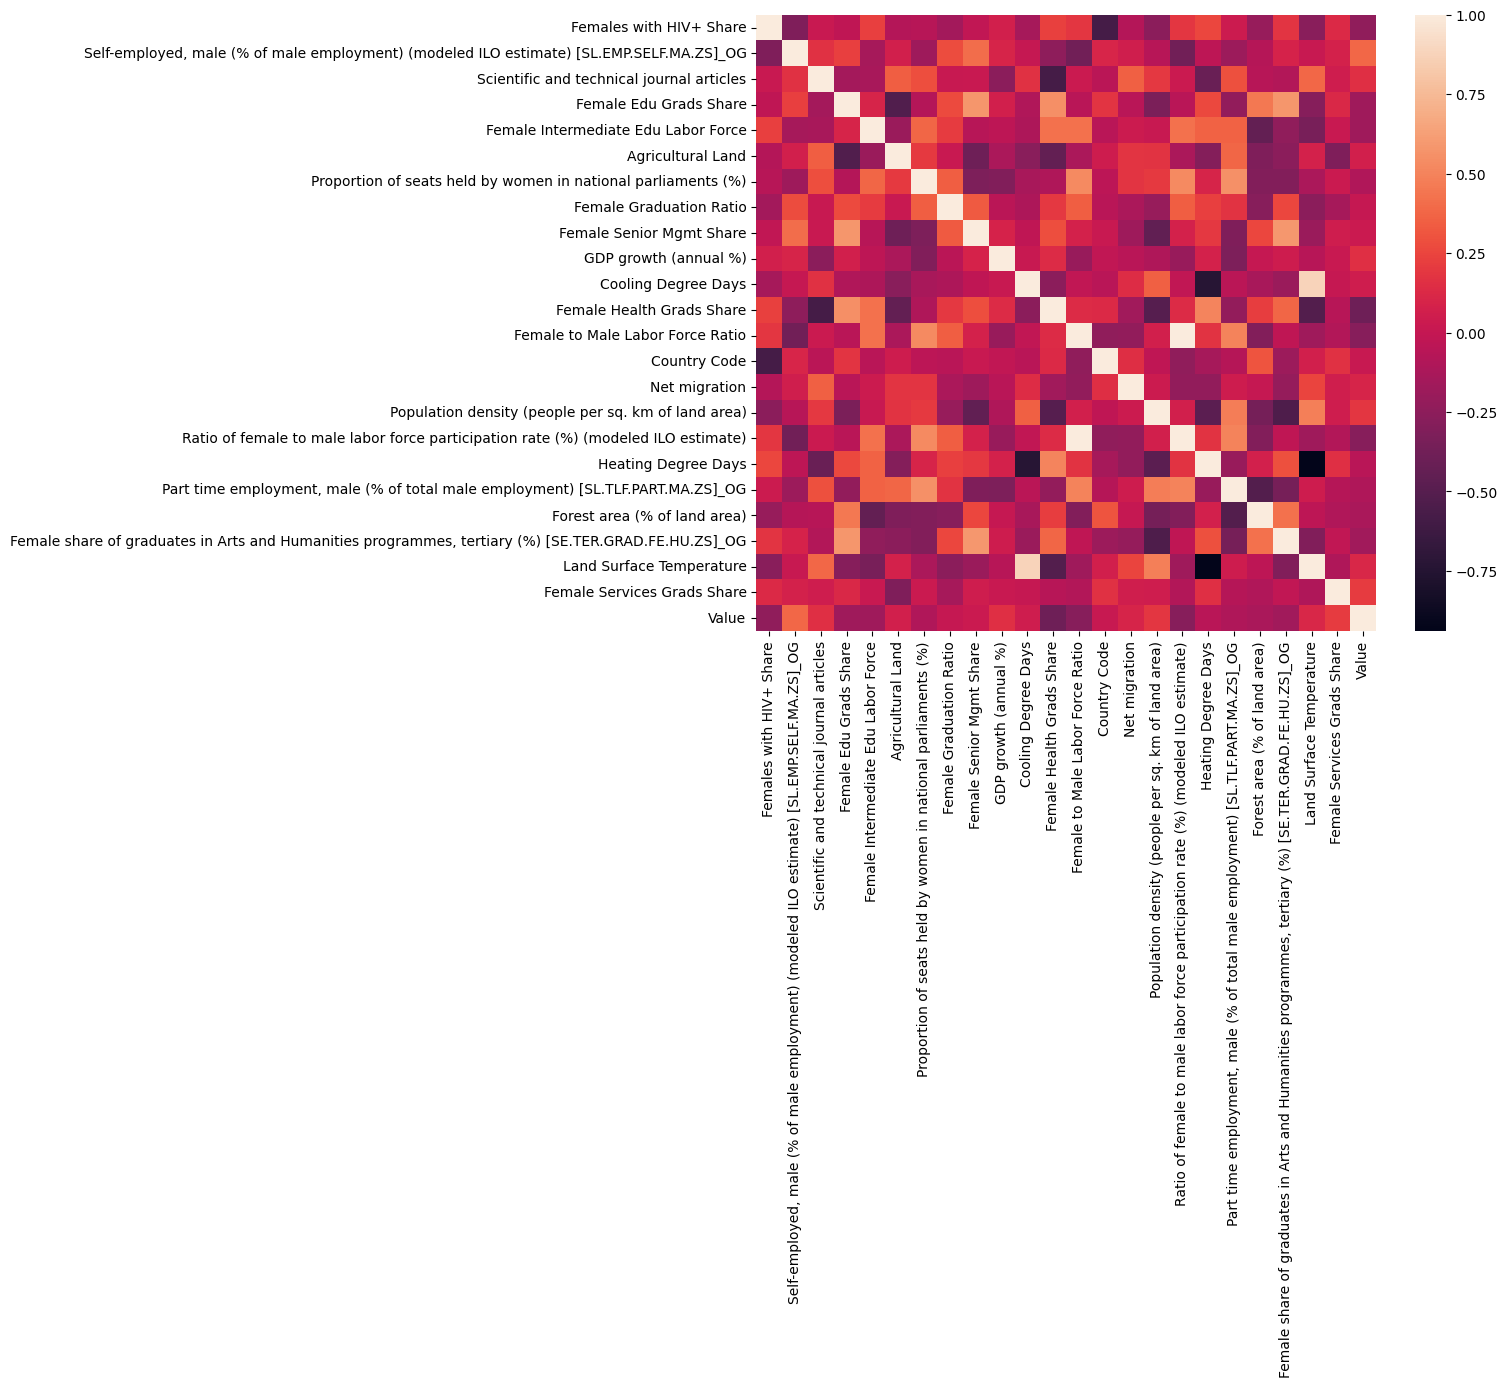 Females with HIV+ Share
Self-employed, male (% of male employment) (modeled ILO estimate) [SL.EMP.SELF.MA.ZS]_OG
Scientific and technical journal articles
Female Edu Grads Share
Female Intermediate Edu Labor Force
Agricultural Land
Proportion of seats held by women in national parliaments (%)
Female Graduation Ratio
Female Senior Mgmt Share
GDP growth (annual %)
Cooling Degree Days
Female Health Grads Share
Female to Male Labor Force Ratio
Country Code
Net migration
Population density (people per sq. km of land area)
Ratio of female to male labor force participation rate (%) (modeled ILO estimate)
Heating Degree Days
Part time employment, male (% of total male employment) [SL.TLF.PART.MA.ZS]_OG
Forest area (% of land area)
Female share of graduates in Arts and Humanities programmes, tertiary (%) [SE.TER.GRAD.FE.HU.ZS]_OG
Land Surface Temperature
Female Services Grads Share
Value
Females with HIV+ Share
Self-employed, male (% of male employment) (modeled ILO estimate) [SL.EMP.SELF.MA.ZS]_OG
Scientific and technical journal articles
Female Edu Grads Share
Female Intermediate Edu Labor Force
Agricultural Land
Proportion of seats held by women in national parliaments (%)
Female Graduation Ratio
Female Senior Mgmt Share
GDP growth (annual %)
Cooling Degree Days
Female Health Grads Share
Female to Male Labor Force Ratio
Country Code
Net migration
Population density (people per sq. km of land area)
Ratio of female to male labor force participation rate (%) (modeled ILO estimate)
Heating Degree Days
Part time employment, male (% of total male employment) [SL.TLF.PART.MA.ZS]_OG
Forest area (% of land area)
Female share of graduates in Arts and Humanities programmes, tertiary (%) [SE.TER.GRAD.FE.HU.ZS]_OG
Land Surface Temperature
Female Services Grads Share
Value
1.00
0.75
0.50
0.25
0.00
−0.25
−0.50
−0.75